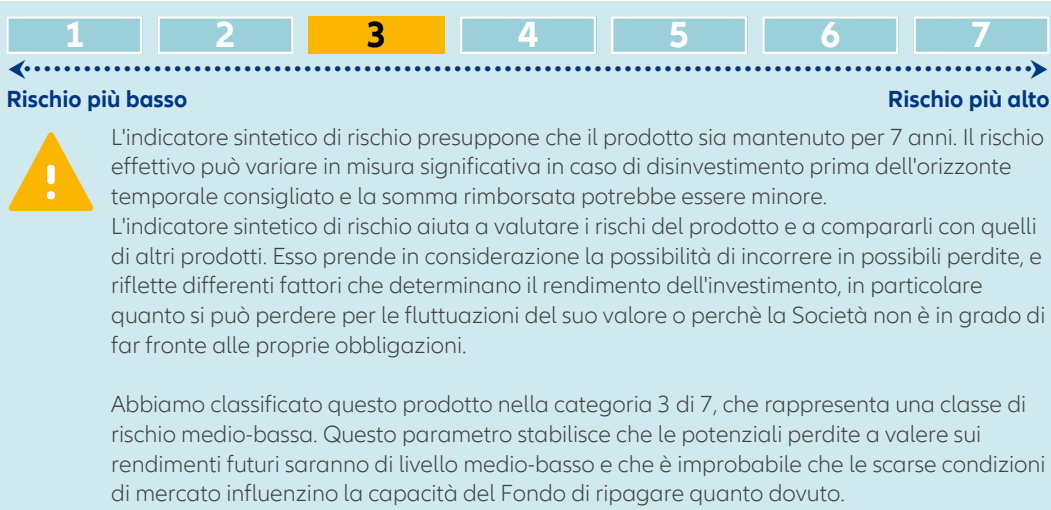 1 2 3 4 5 6 7
Rischio più basso Rischio più alto
L'indicatore sintetico di rischio presuppone che il prodotto sia mantenuto per 7 anni. Il rischio
effettivo può variare in misura significativa in caso di disinvestimento prima dell'orizzonte
temporale consigliato e la somma rimborsata potrebbe essere minore.
L'indicatore sintetico di rischio aiuta a valutare i rischi del prodotto e a compararli con quelli
di altri prodotti. Esso prende in considerazione la possibilità di incorrere in possibili perdite, e
riflette differenti fattori che determinano il rendimento dell'investimento, in particolare
quanto si può perdere per le fluttuazioni del suo valore o perchè la Società non è in grado di
far fronte alle proprie obbligazioni.
Abbiamo classificato questo prodotto nella categoria 3 di 7, che rappresenta una classe di
rischio medio-bassa. Questo parametro stabilisce che le potenziali perdite a valere sui
rendimenti futuri saranno di livello medio-basso e che è improbabile che le scarse condizioni
di mercato influenzino la capacità del Fondo di ripagare quanto dovuto.